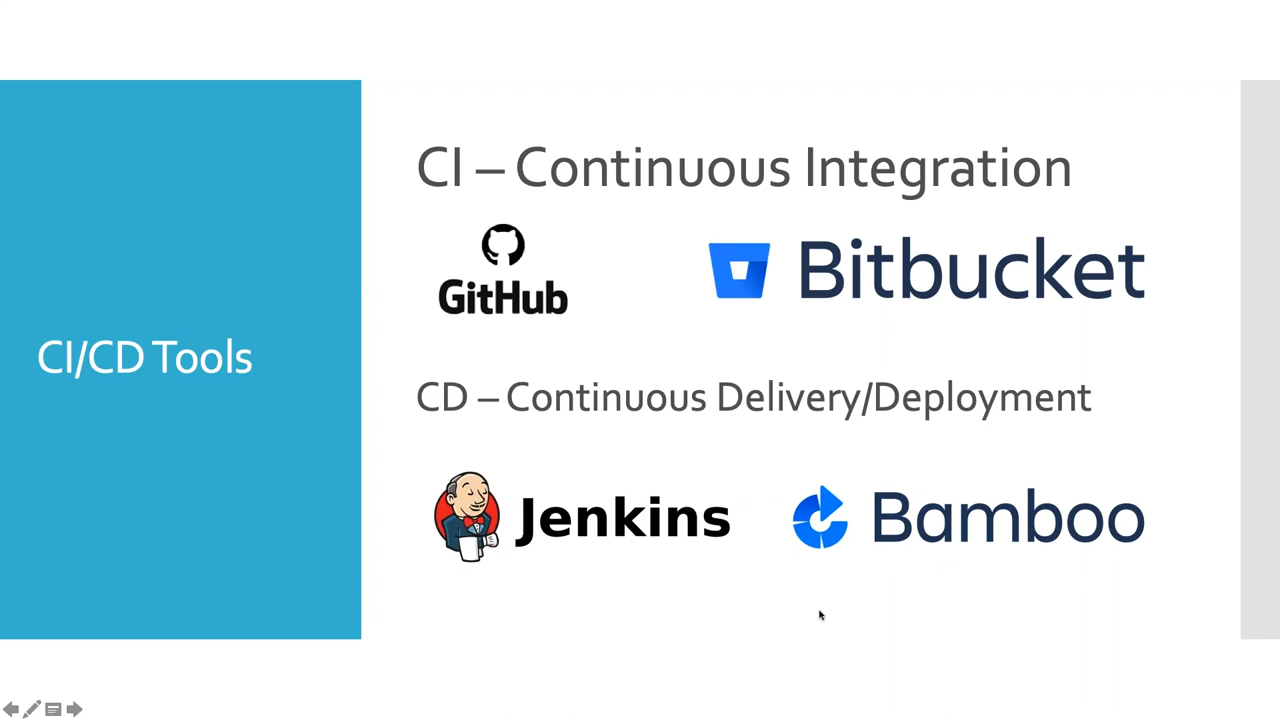 CI/CD Tools
CI – Continuous Integration
GitHub
Bitbucket
CD – Continuous Delivery/Deployment
Jenkins
Bamboo